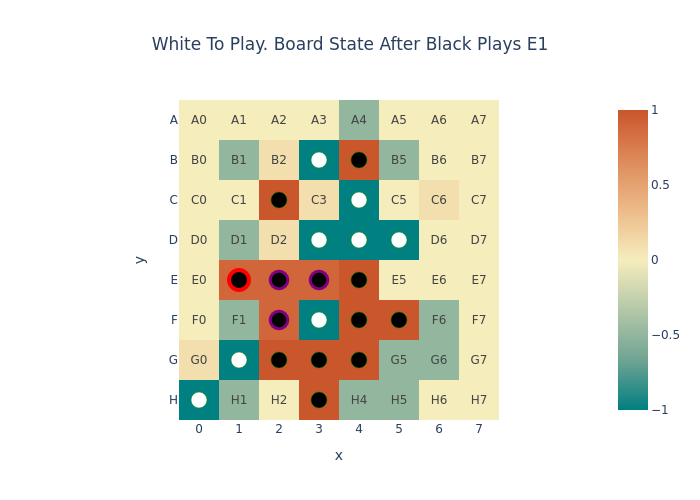 White To Play. Board State After Black Plays E1
A A0 A1 A2 A3 A4 A5 A6 A7
B B0 B1 B2 B5 B6 B7
C C0 C1 C3 C5 C6 C7
D D0 D1 D2 D6 D7
E E0 E5 E6 E7
F F0 F1 F6 F7
G G0 G5 G6 G7
H H1 H2 H4 H5 H6 H7
0 1 2 3 4 5 6 7
x
y
1
0.5
0
−0.5
−1